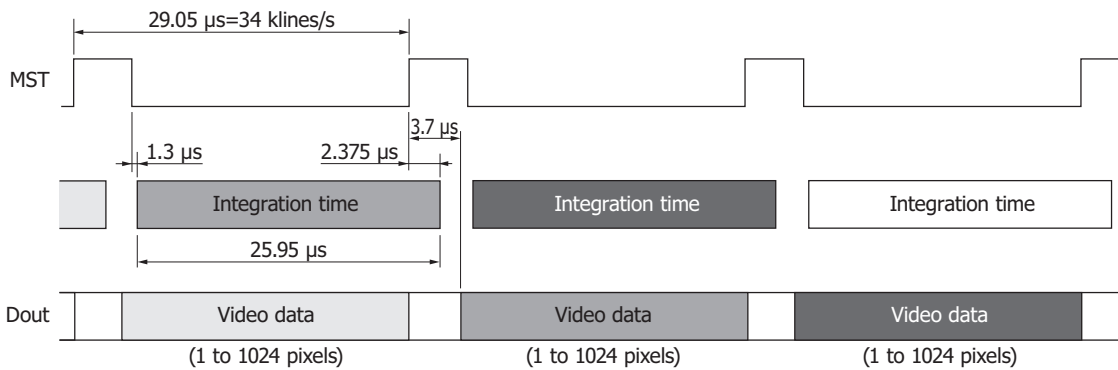 29.05 µs=34 klines/s
MST
3.7 µs
1.3 µs
2.375 µs
Integration time
Integration time
Integration time
25.95 µs
Dout
Video data
Video data
Video data
(1 to 1024 pixels)
(1 to 1024 pixels)
(1 to 1024 pixels)